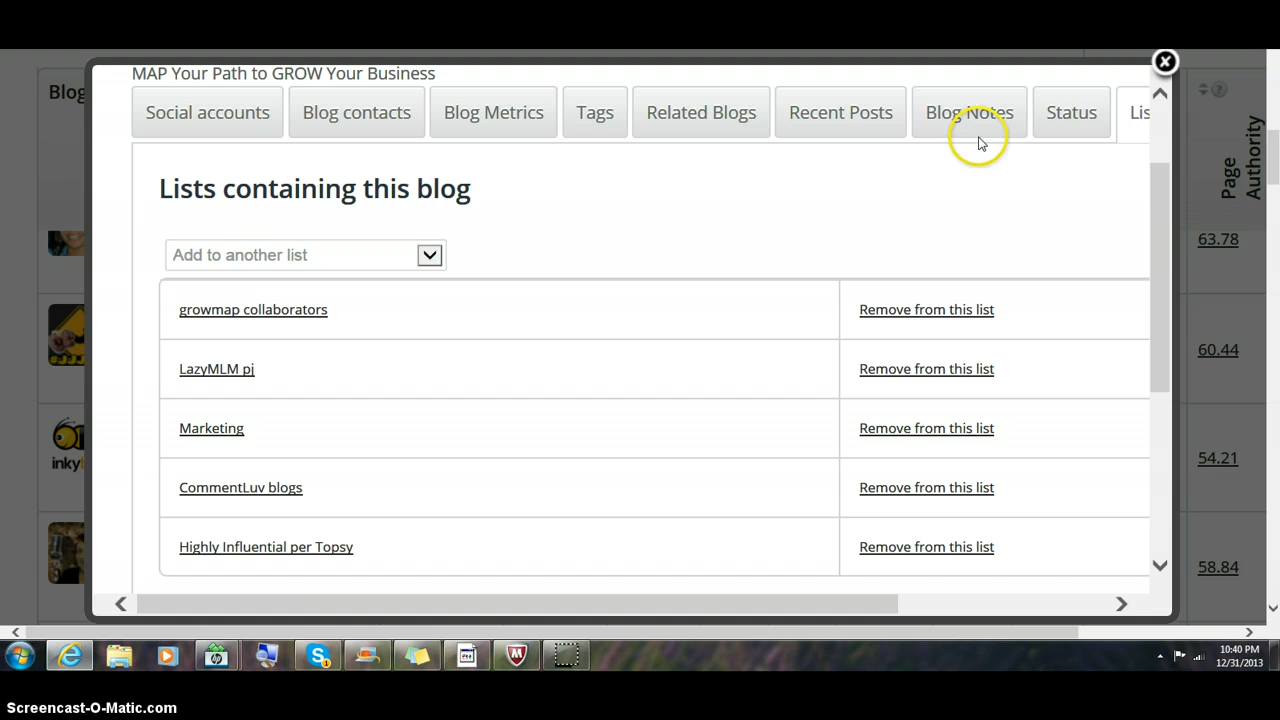 MAP Your Path to GROW Your Business
Blog
Social accounts Blog contacts Blog Metrics Tags Related Blogs Recent Posts Blog Notes Status Lis
Page
Authority
Lists containing this blog
Add to another list
63.78
growmap collaborators Remove from this list
60.44
LazyMLM pj Remove from this list
Marketing Remove from this list
inky
54.21
CommentLuv blogs Remove from this list
Highly Influential per Topsy Remove from this list
58.84
10:40 PM
12/31/2013
Screencast-O-Matic.com